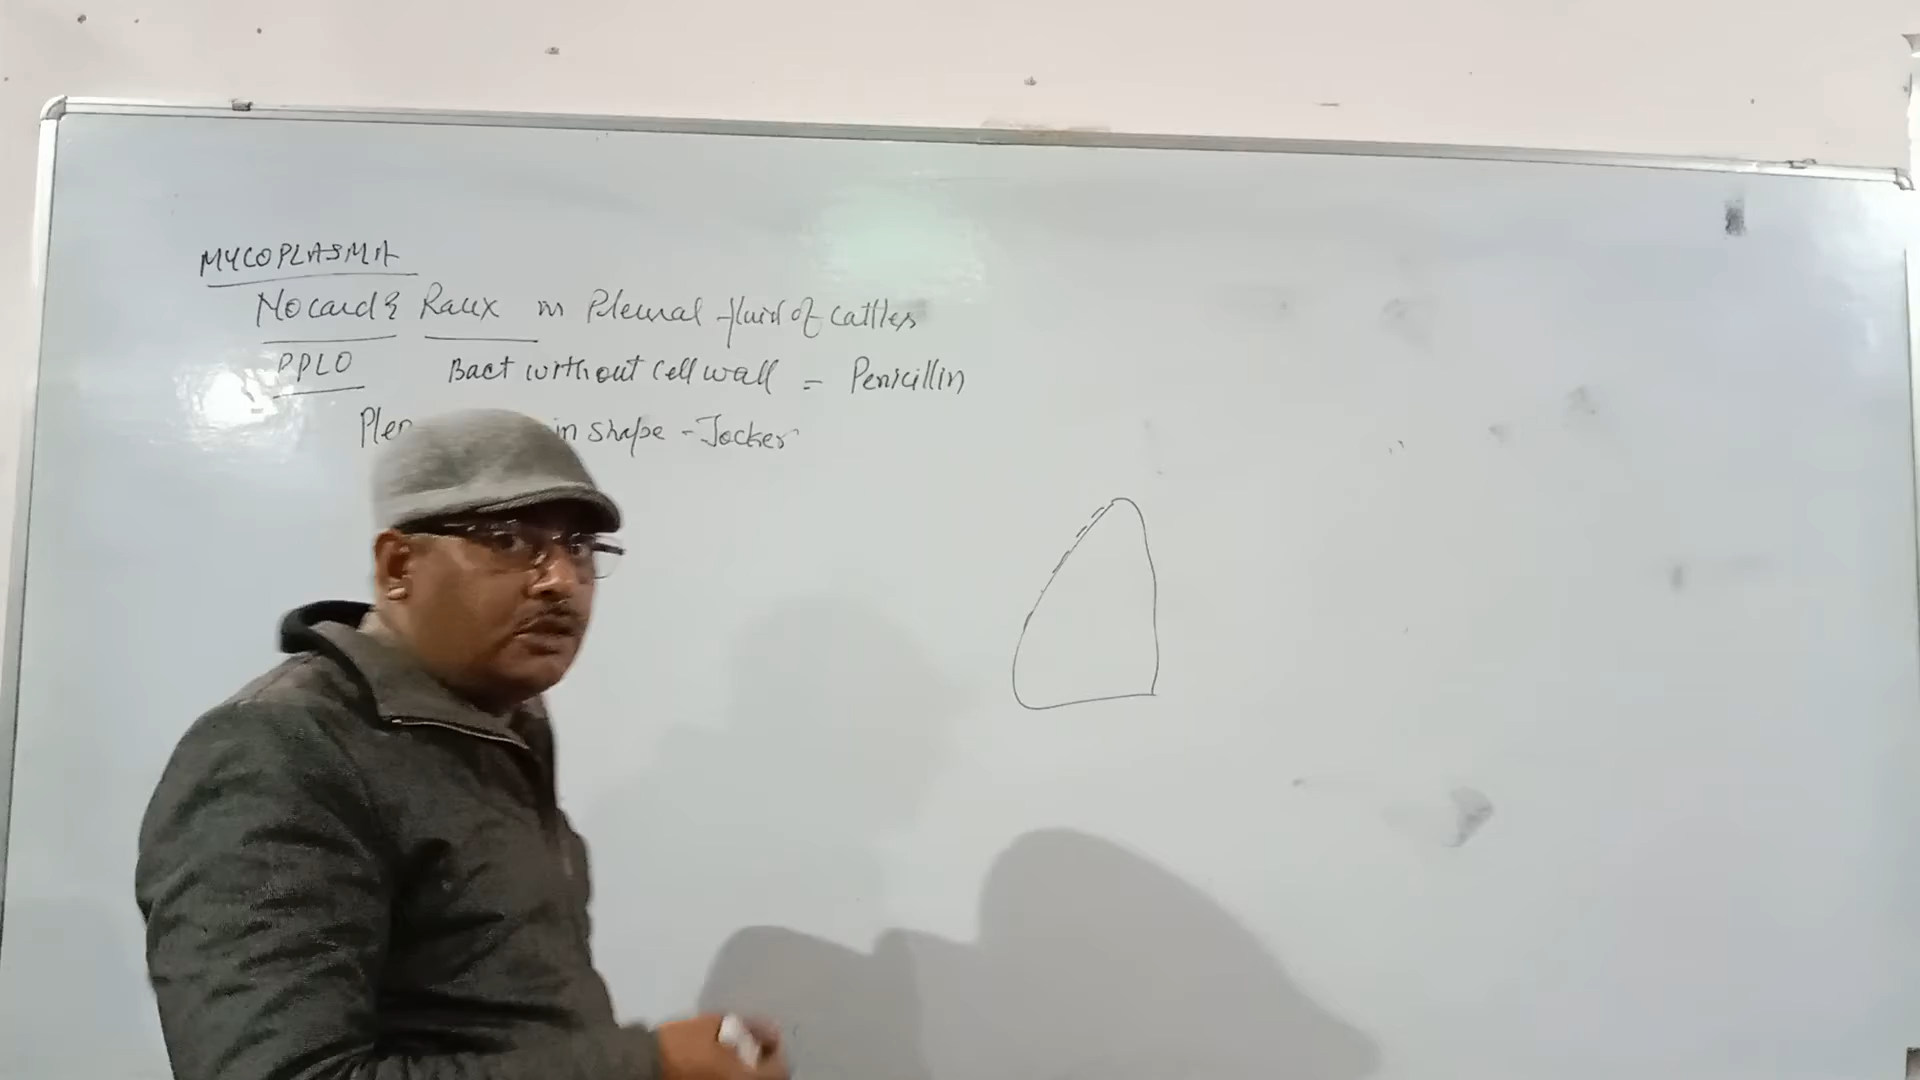 MYCOPLASMA
Nocard & Raux in Pleural fluid of cattles
PPLO Bact without cell wall = Penicillin
in shape - Jocker